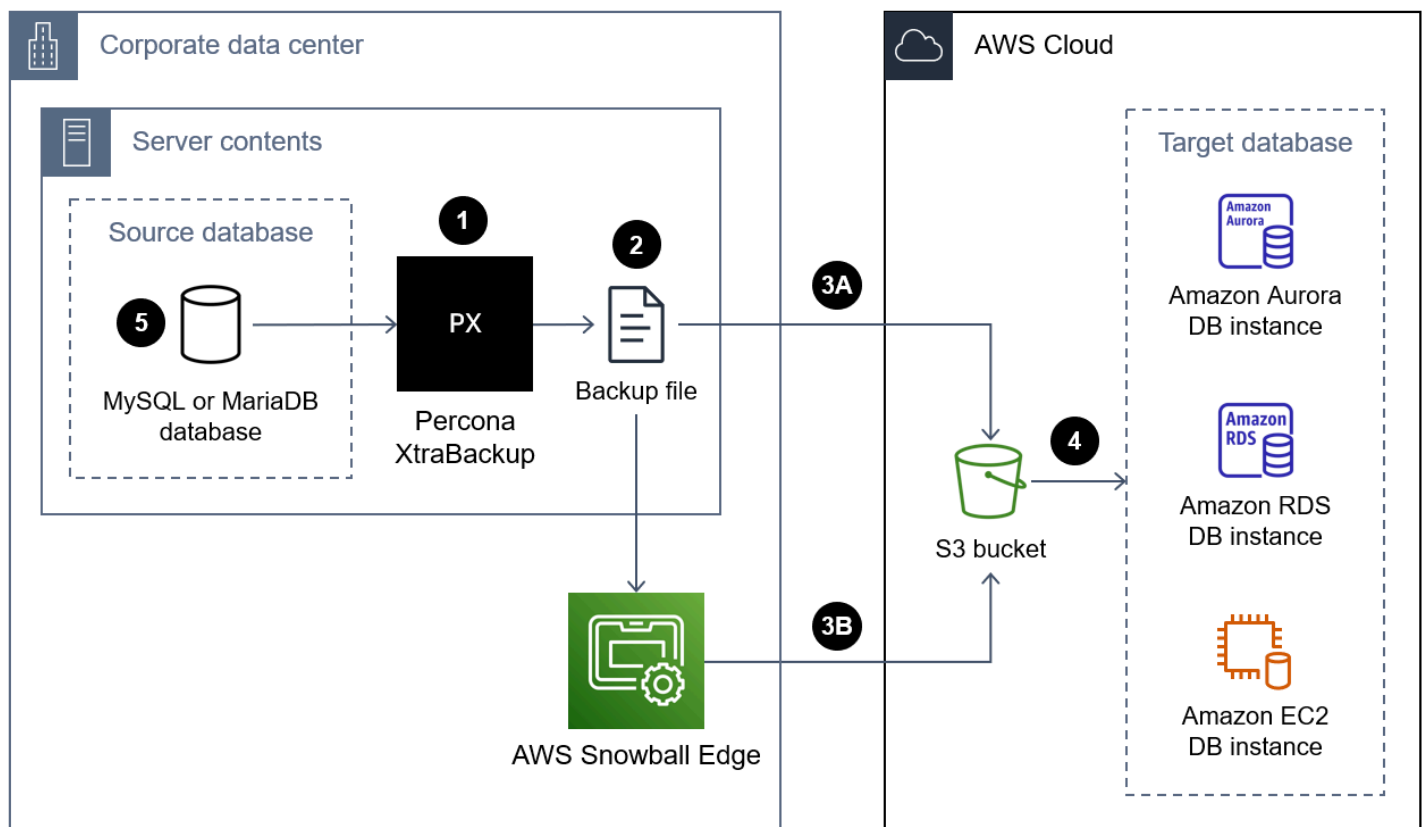 Corporate data center
AWS Cloud
Server contents
Target database
Source database
1
2
3A
Amazon
Aurora
Amazon Aurora
DB instance
5
PX
MySQL or MariaDB
database
Percona
XtraBackup
Backup file
4
Amazon
RDS
Amazon RDS
DB instance
S3 bucket
3B
AWS Snowball Edge
Amazon EC2
DB instance